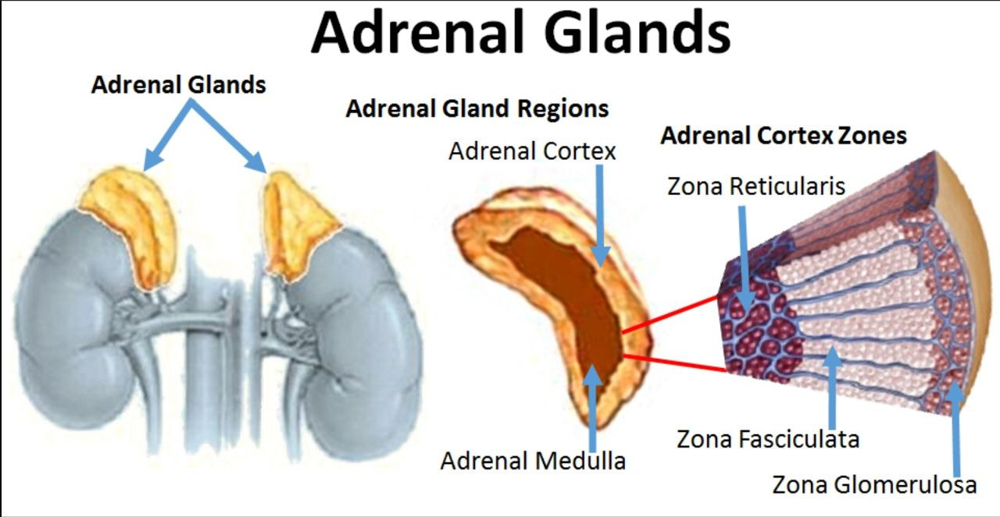 Adrenal Glands
Adrenal Glands
Adrenal Gland Regions
Adrenal Cortex
Adrenal Medulla
Adrenal Cortex Zones
Zona Reticularis
Zona Fasciculata
Zona Glomerulosa